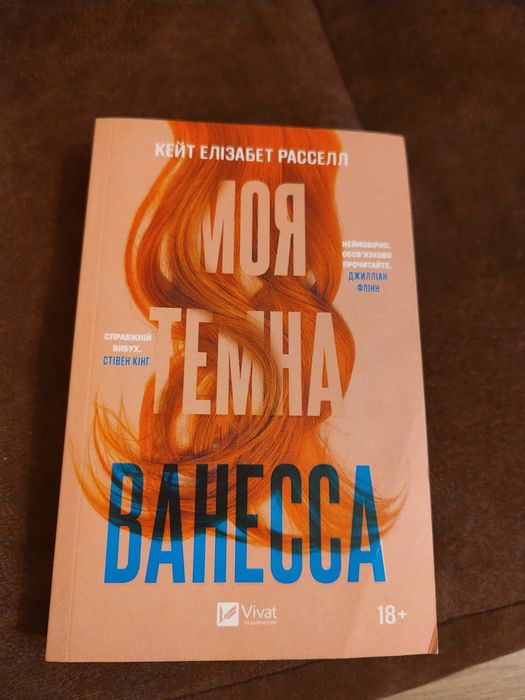 КЕЙТ ЕЛІЗАБЕТ РАССЕЛЛ
МОЯ
НЕЙМОВІРНО.
ОБОВ'ЯЗКОВО
ПРОЧИТАЙТЕ.
ДЖИЛЛІАН
ФЛІНН
ТЕМНА
СПРАВЖНІЙ
ВИБУХ.
СТІВЕН КІНГ
ВАНЕССА
Vivat
ВИДАВНИЦТВО
18+